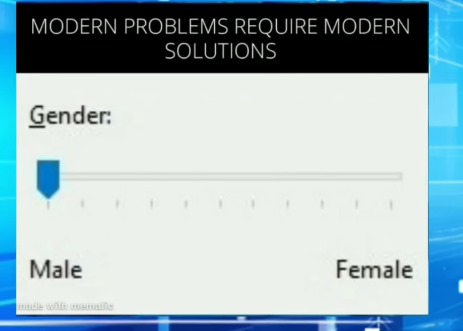 MODERN PROBLEMS REQUIRE MODERN
SOLUTIONS
Gender:
Male Female
made with mematic